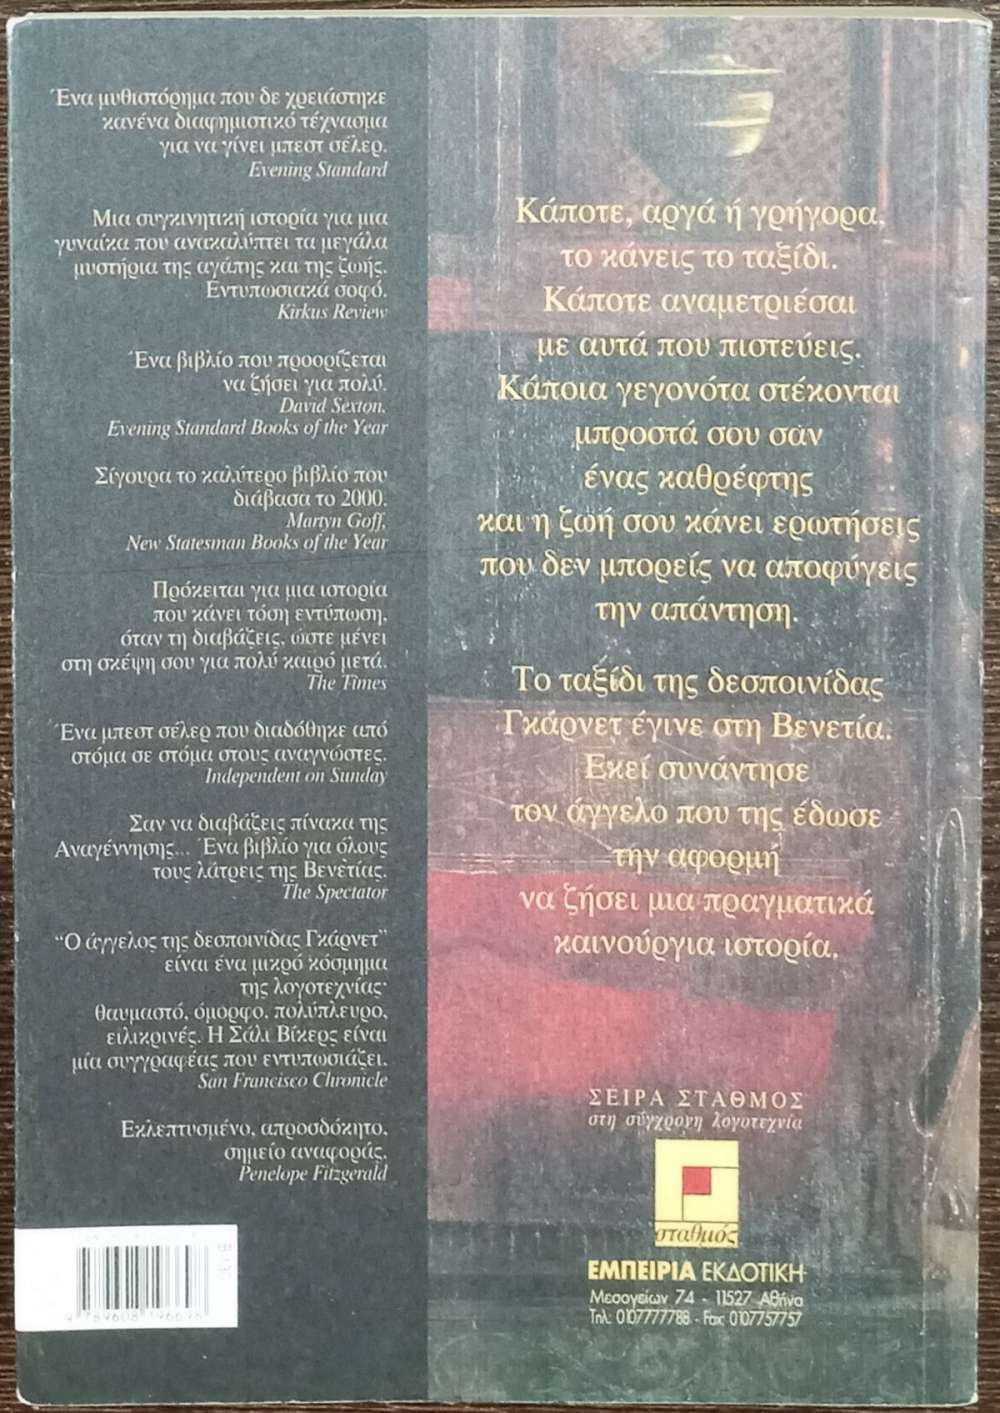 Ένα μυθιστόρημα που δε χρειάστηκε
κανένα διαφημιστικό τέχνασμα
για να γίνει μπεστ σέλερ.
Evening Standard
Μια συγκινητική ιστορία για μια
γυναίκα που ανακαλύπτει τα μεγάλα
μυστήρια της αγάπης και της ζωής.
Εντυπωσιακά σοφό.
Kirkus Review
Ένα βιβλίο που προορίζεται
να ζήσει για πολύ.
David Sexton,
Evening Standard Books of the Year
Σίγουρα το καλύτερο βιβλίο που
διάβασα το 2000.
Martyn Goff,
New Statesman Books of the Year
Πρόκειται για μια ιστορία
που κάνει τόση εντύπωση,
όταν τη διαβάζεις, ώστε μένει
στη σκέψη σου για πολύ καιρό μετά.
The Times
Ένα μπεστ σέλερ που διαδόθηκε από
στόμα σε στόμα στους αναγνώστες.
Independent on Sunday
Σαν να διαβάζεις πίνακα της
Αναγέννησης... Ένα βιβλίο για όλους
τους λάτρεις της Βενετίας.
The Spectator
“Ο άγγελος της δεσποινίδας Γκάρνετ”
είναι ένα μικρό κόσμημα
της λογοτεχνίας·
θαυμαστό, όμορφο, πολύπλευρο,
ειλικρινές. Η Σάλι Βίκερς είναι
μία συγγραφέας που εντυπωσιάζει.
San Francisco Chronicle
Εκλεπτυσμένο, απροσδόκητο,
σημείο αναφοράς.
Penelope Fitzgerald
Κάποτε, αργά ή γρήγορα,
το κάνεις το ταξίδι.
Κάποτε αναμετριέσαι
με αυτά που πιστεύεις.
Κάποια γεγονότα στέκονται
μπροστά σου σαν
ένας καθρέφτης
και η ζωή σου κάνει ερωτήσεις
που δεν μπορείς να αποφύγεις
την απάντηση.
Το ταξίδι της δεσποινίδας
Γκάρνετ έγινε στη Βενετία.
Εκεί συνάντησε
τον άγγελο που της έδωσε
την αφορμή
να ζήσει μια πραγματικά
καινούργια ιστορία.
ΣΕΙΡΑ ΣΤΑΘΜΟΣ
στη σύγχρονη λογοτεχνία
σταθμός
ΕΜΠΕΙΡΙΑ ΕΚΔΟΤΙΚΗ
Μεσογείων 74 - 11527 Αθήνα
Τηλ: 0107777788 - Fax: 0107757757